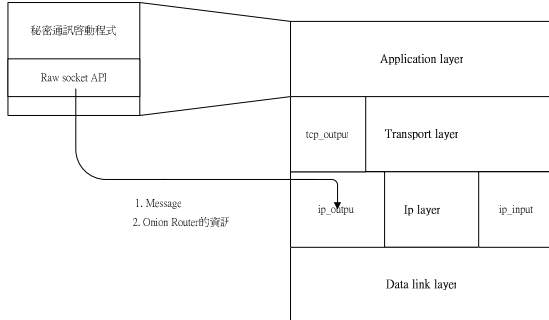 秘密通訊啓動程式
Raw socket API
Application layer
tcp_output
Transport layer
1. Message
2. Onion Router的資訊
ip_outpu
Ip layer
ip_input
Data link layer